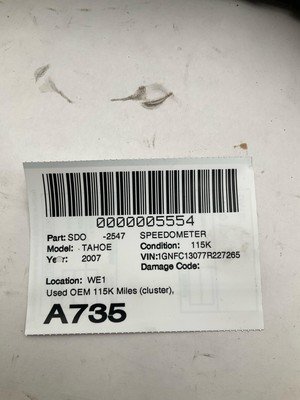 0000005554
Part: SDO -2547 SPEEDOMETER
Model: TAHOE Condition: 115K
Year: 2007 VIN:1GNFC13077R227265
Damage Code:
Location: WE1
Used OEM 115K Miles (cluster),
A735